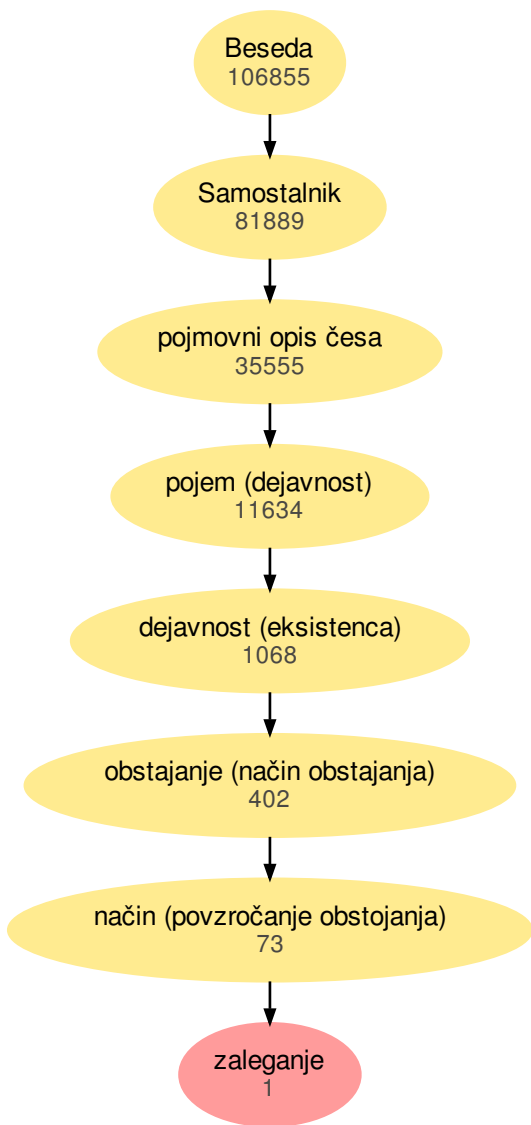 Beseda
106855
Samostalnik
81889
pojmovni opis česa
35555
pojem (dejavnost)
11634
dejavnost (eksistenca)
1068
obstajanje (način obstajanja)
402
način (povzročanje obstojanja)
73
zaleganje
1